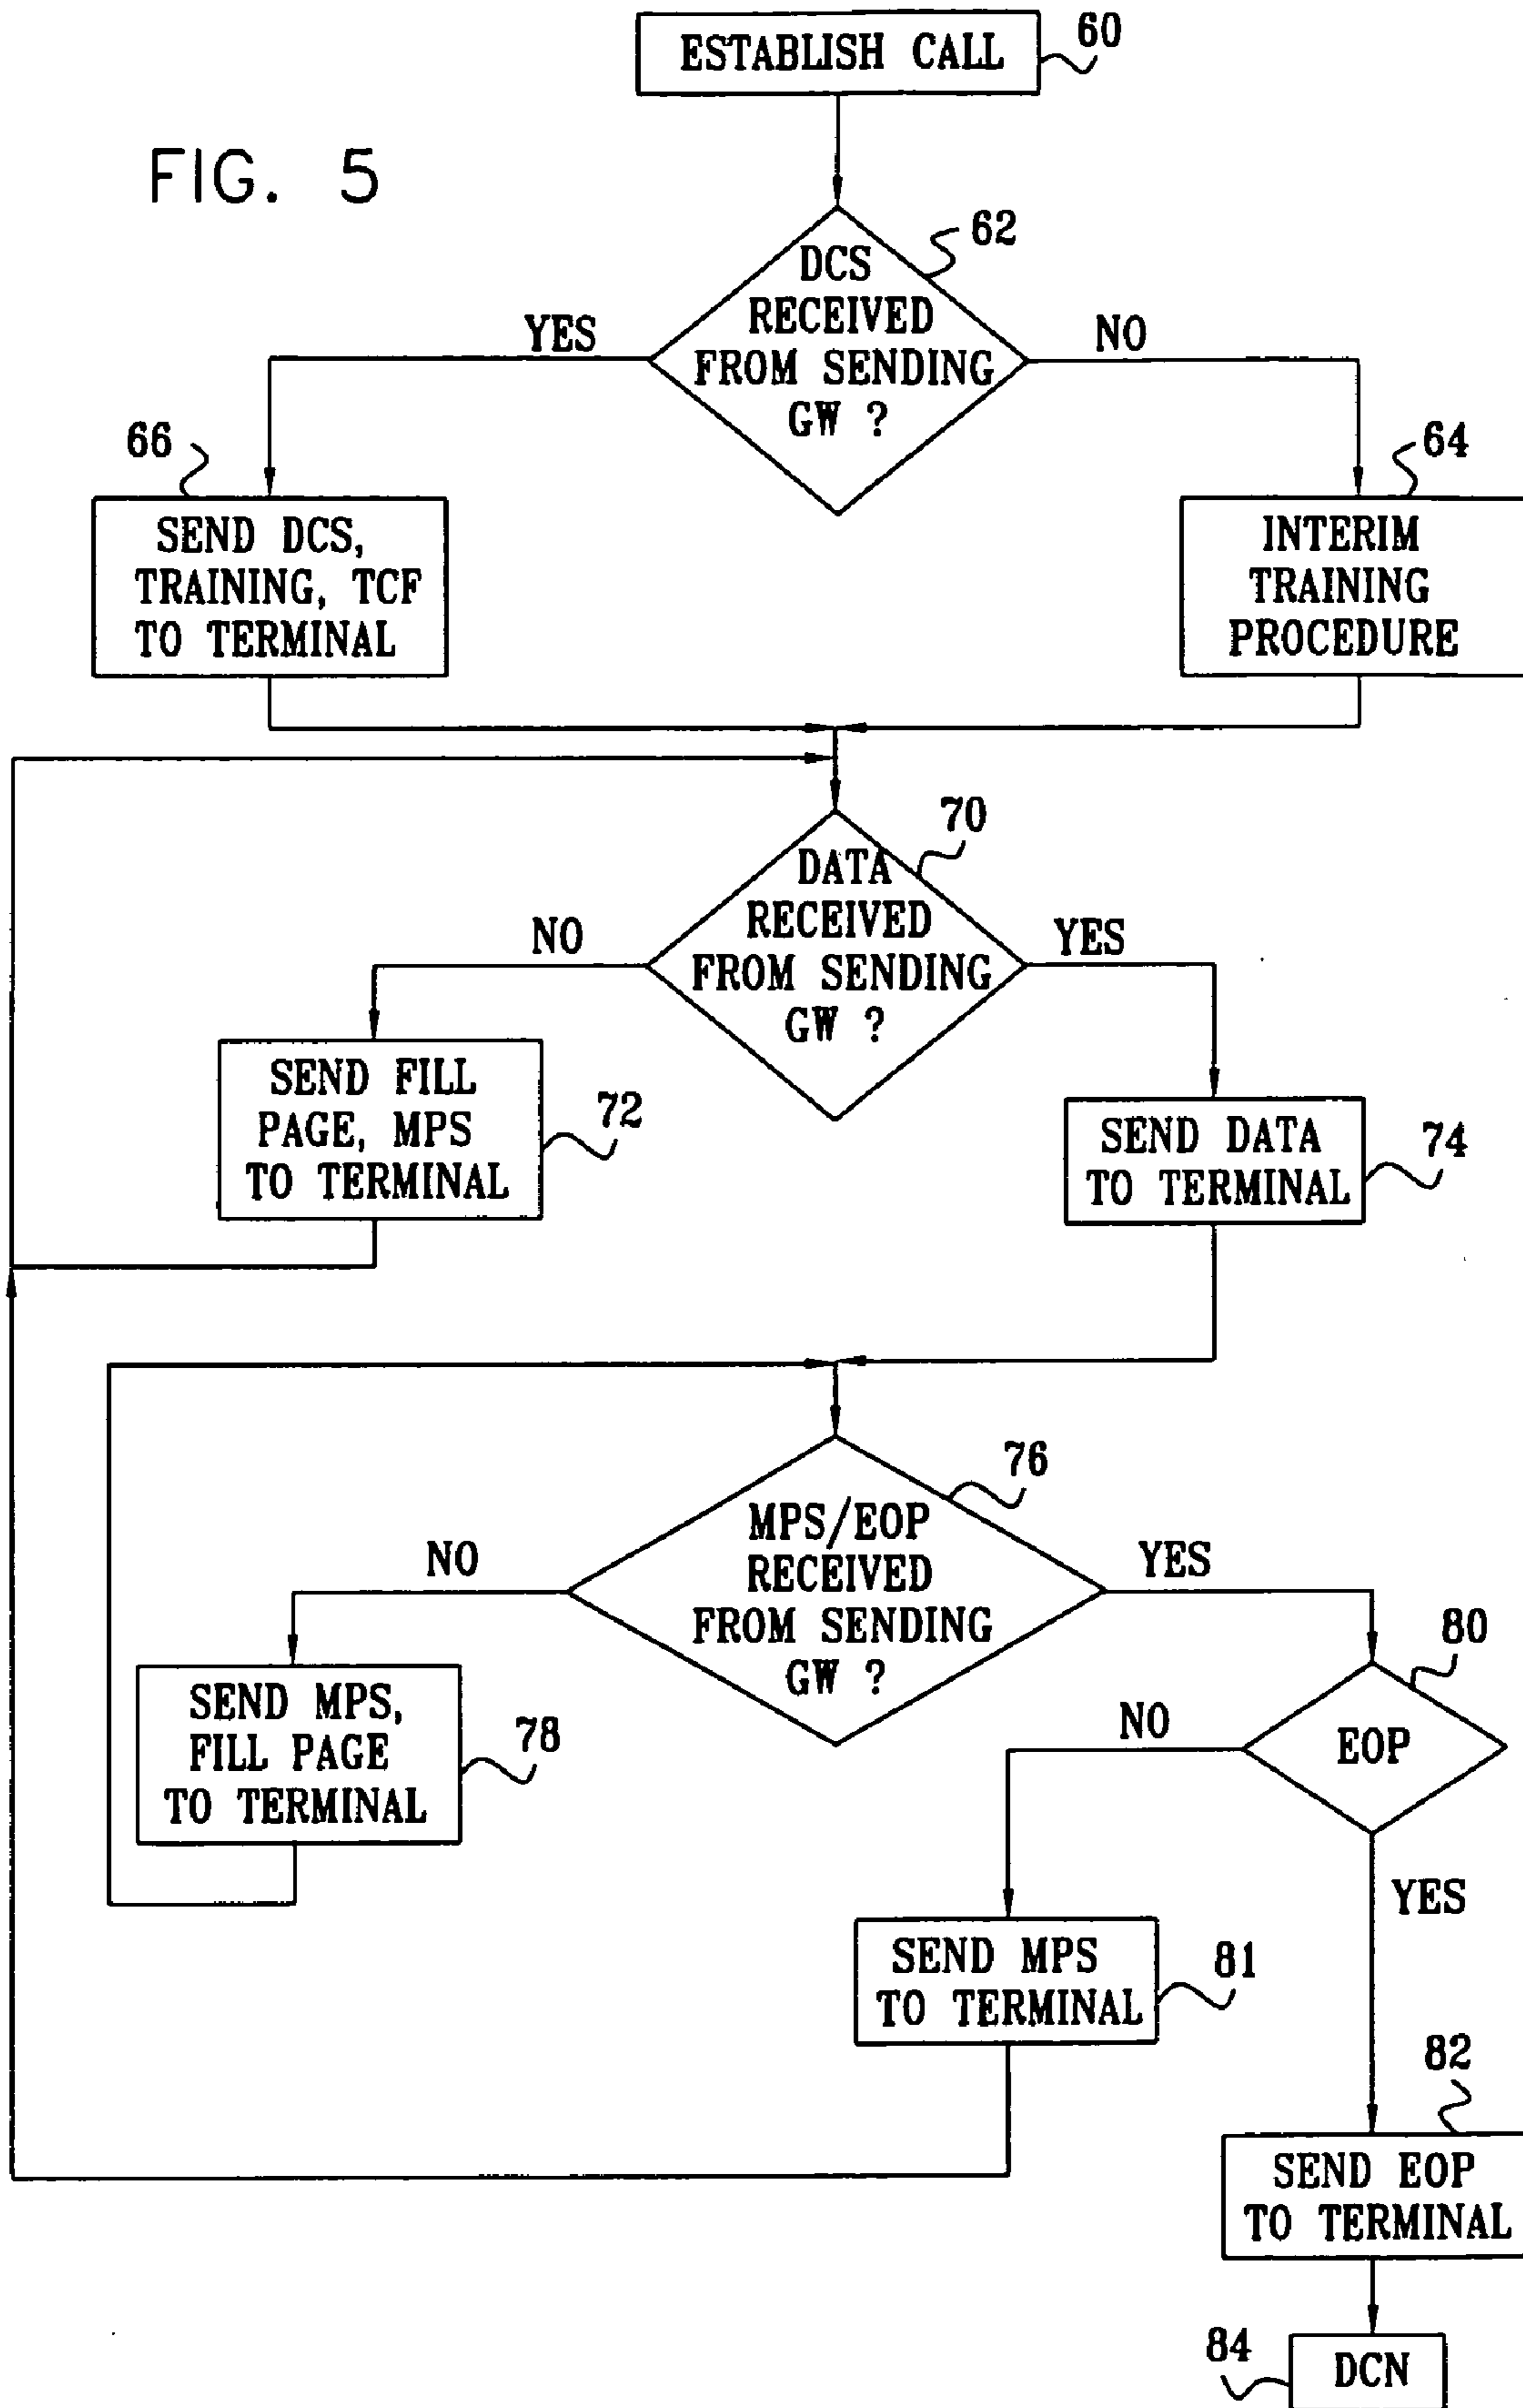 ESTABLISH CALL
60
FIG. 5
62
DCS
RECEIVED
FROM SENDING
GW ?
YES
NO
66
64
SEND DCS,
TRAINING, TCF
TO TERMINAL
INTERIM
TRAINING
PROCEDURE
70
DATA
RECEIVED
FROM SENDING
GW ?
NO
YES
SEND FILL
PAGE, MPS
TO TERMINAL
72
SEND DATA
TO TERMINAL
74
76
MPS/EOP
RECEIVED
FROM SENDING
GW ?
NO
YES
80
SEND MPS,
FILL PAGE
TO TERMINAL
78
NO
EOP
YES
SEND MPS
TO TERMINAL
81
82
SEND EOP
TO TERMINAL
84
DCN